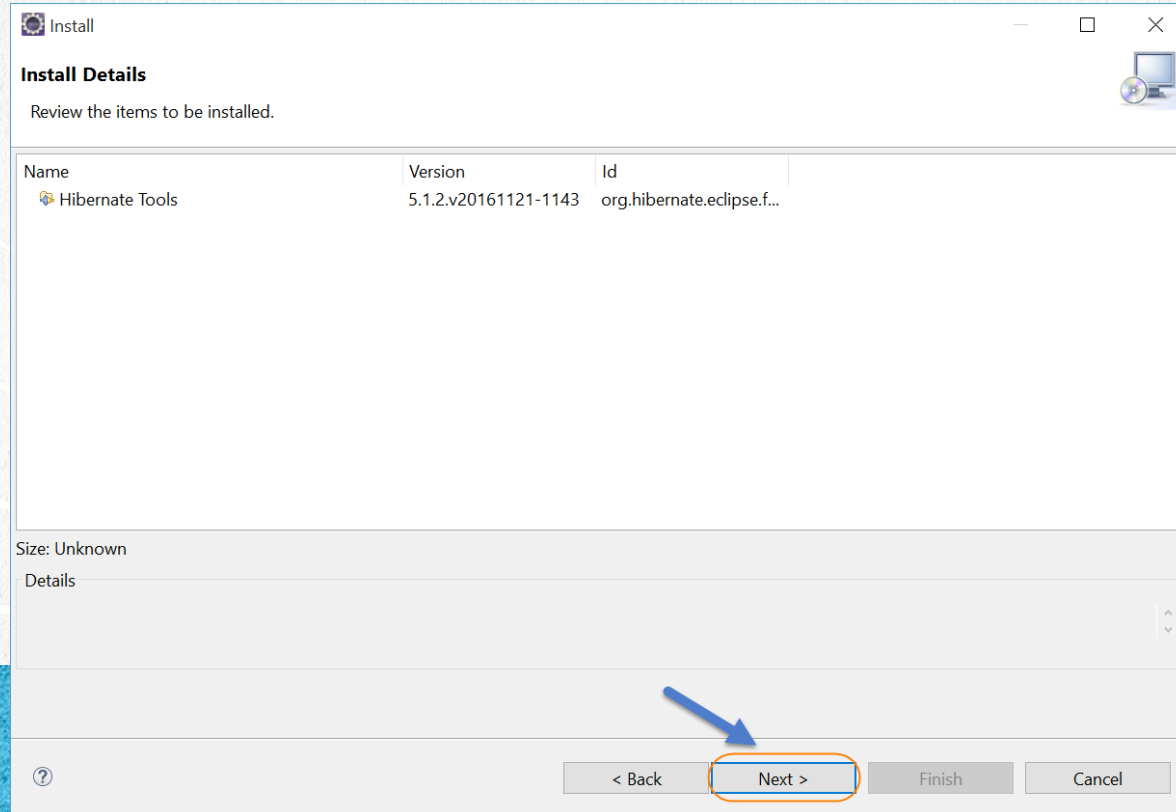 Install
Install Details
Review the items to be installed.
Name Version Id
Hibernate Tools 5.1.2.v20161121-1143 org.hibernate.eclipse.f...
Size: Unknown
Details
? < Back Next > Finish Cancel